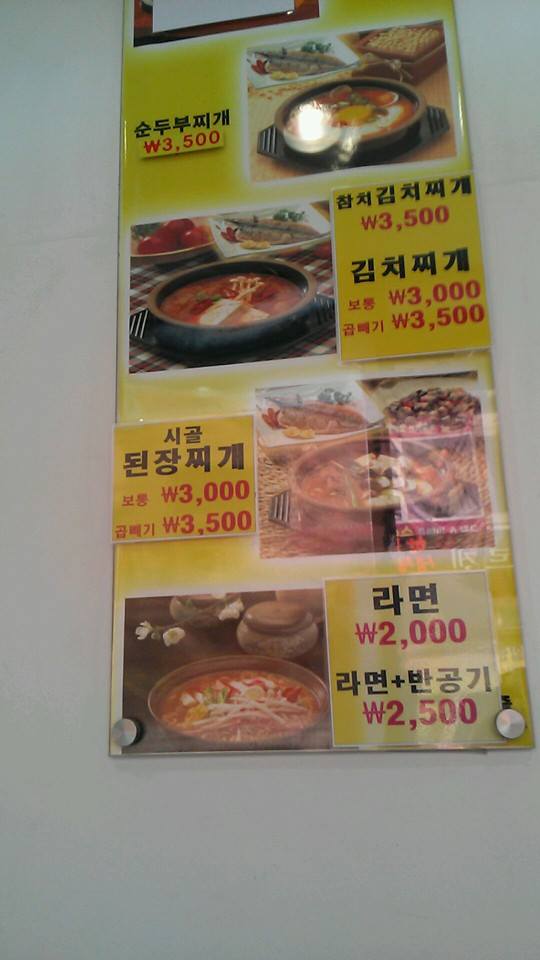 순두부찌개
₩3,500
참치김치찌개
₩3,500
김치찌개
보통 ₩3,000
곱빼기 ₩3,500
시골
된장찌개
보통 ₩3,000
곱빼기 ₩3,500
라면
₩2,000
라면+반공기
₩2,500